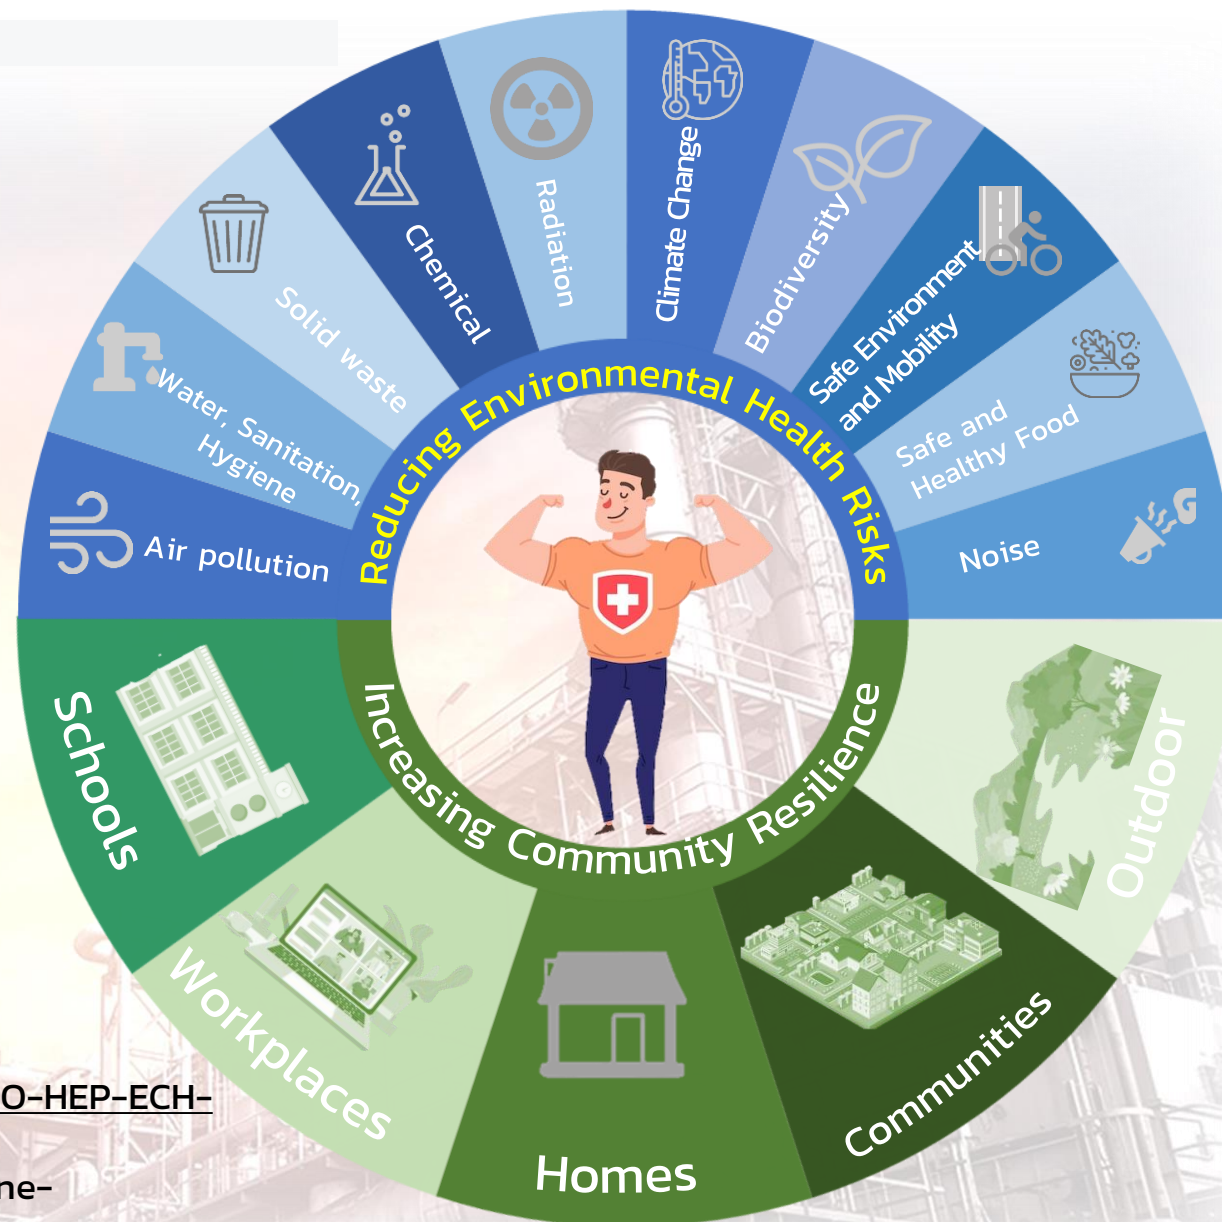 Air pollution
Water, Sanitation,
Hygiene
Solid waste
Chemical
Radiation
Climate Change
Biodiversity
Safe Environment
and Mobility
Safe and
Healthy Food
Noise
Reducing Environmental Health Risks
Increasing Community Resilience
Schools
Workplaces
Homes
Communities
Outdoor
O-HEP-ECH-
ne-